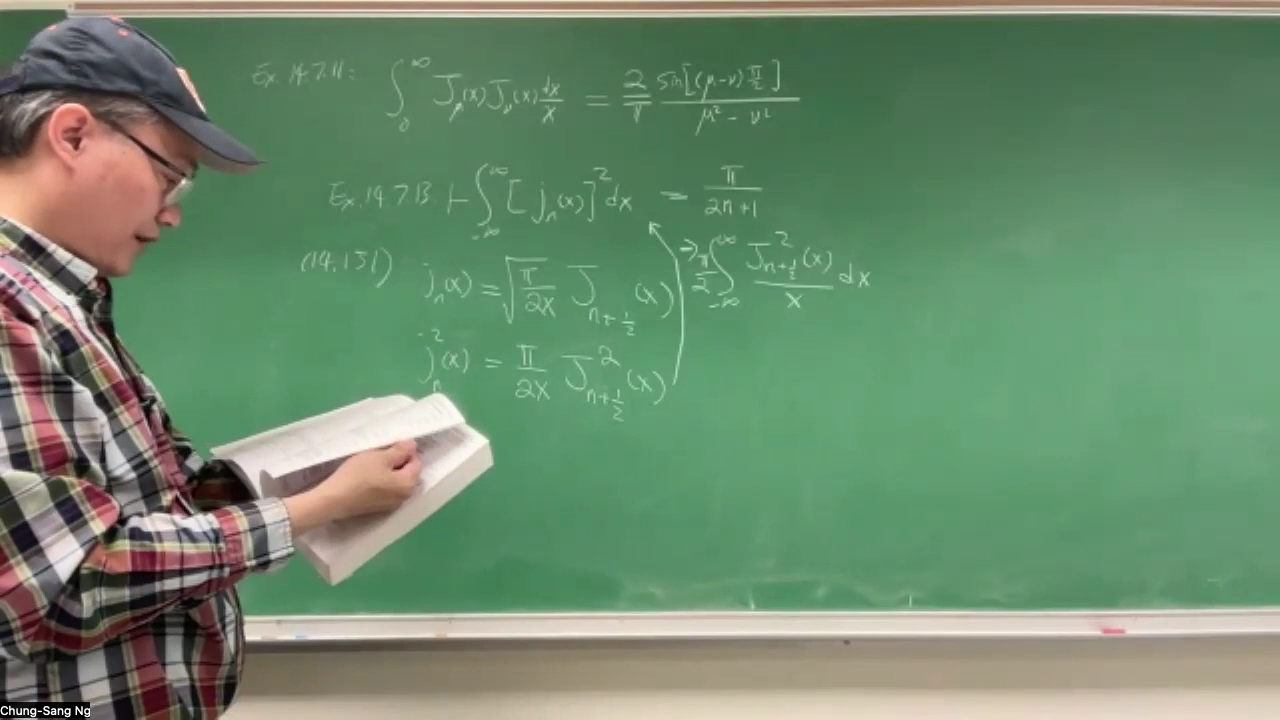 Ex. 14.7.11: ∫₀^∞ J_μ(x) J_ν(x) dx/x = 2/π sin[(μ-ν)π/2] / (μ² - ν²)
Ex. 14.7.13. ∫_{-∞}^{∞} [j_n(x)]² dx = π/(2n+1)
(14.151) j_n(x) = √(π/2x) J_{n+1/2}(x)
⇒ π/2 ∫_{-∞}^{∞} J²_{n+1/2}(x)/x dx
j_n²(x) = π/2x J²_{n+1/2}(x)
Chung-Sang Ng